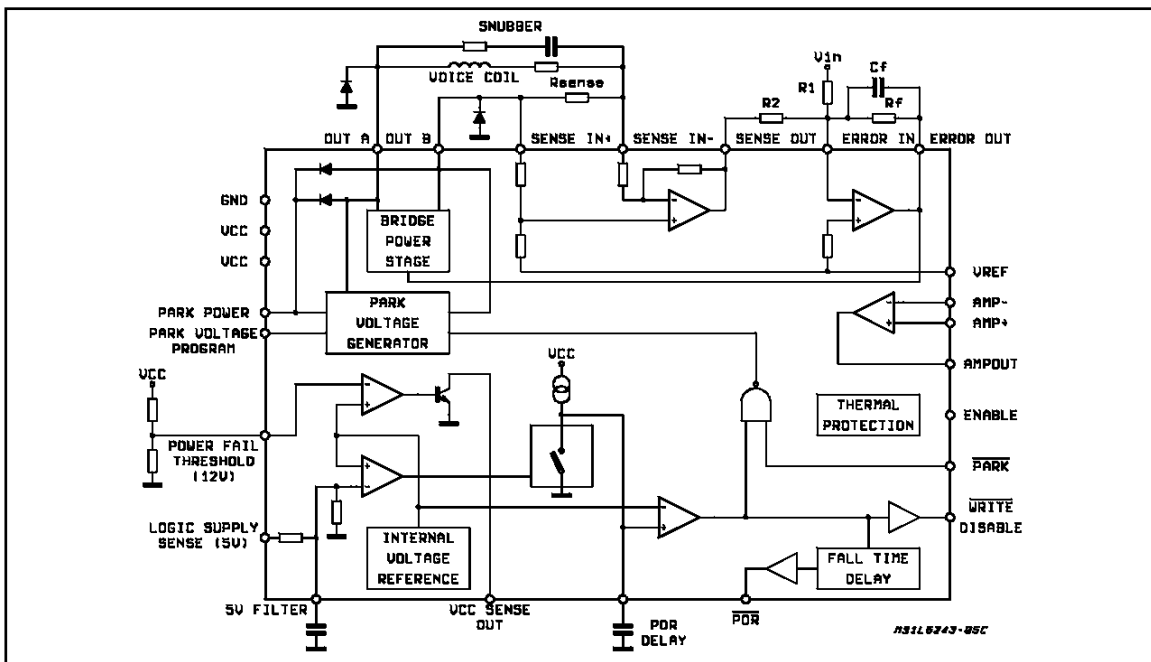 SNUBBER
VOICE COIL
Rsense
Vin
R1
Cf
R2
Rf
OUT A
OUT B
SENSE IN+
SENSE IN-
SENSE OUT
ERROR IN
ERROR OUT
GND
VCC
VCC
BRIDGE
POWER
STAGE
VREF
PARK POWER
PARK VOLTAGE
PROGRAM
PARK
VOLTAGE
GENERATOR
AMP-
AMP+
AMPOUT
VCC
VCC
THERMAL
PROTECTION
ENABLE
POWER FAIL
THRESHOLD
(12V)
PARK
LOGIC SUPPLY
SENSE (5V)
INTERNAL
VOLTAGE
REFERENCE
WRITE
DISABLE
FALL TIME
DELAY
5V FILTER
VCC SENSE
OUT
POR
DELAY
POR
M91L6243-05C